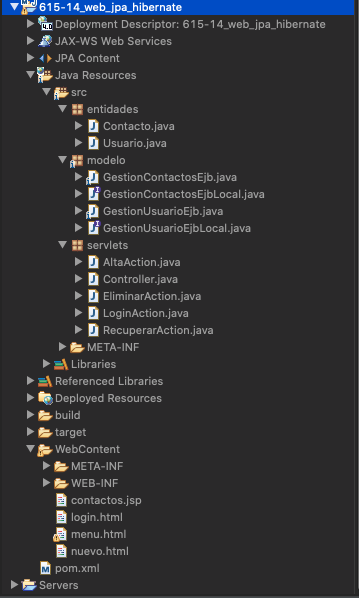 615-14_web_jpa_hibernate
Deployment Descriptor: 615-14_web_jpa_hibernate
JAX-WS Web Services
JPA Content
Java Resources
src
entidades
Contacto.java
Usuario.java
modelo
GestionContactosEjb.java
GestionContactosEjbLocal.java
GestionUsuarioEjb.java
GestionUsuarioEjbLocal.java
servlets
AltaAction.java
Controller.java
EliminarAction.java
LoginAction.java
RecuperarAction.java
META-INF
Libraries
Referenced Libraries
Deployed Resources
build
target
WebContent
META-INF
WEB-INF
contactos.jsp
login.html
menu.html
nuevo.html
pom.xml
Servers